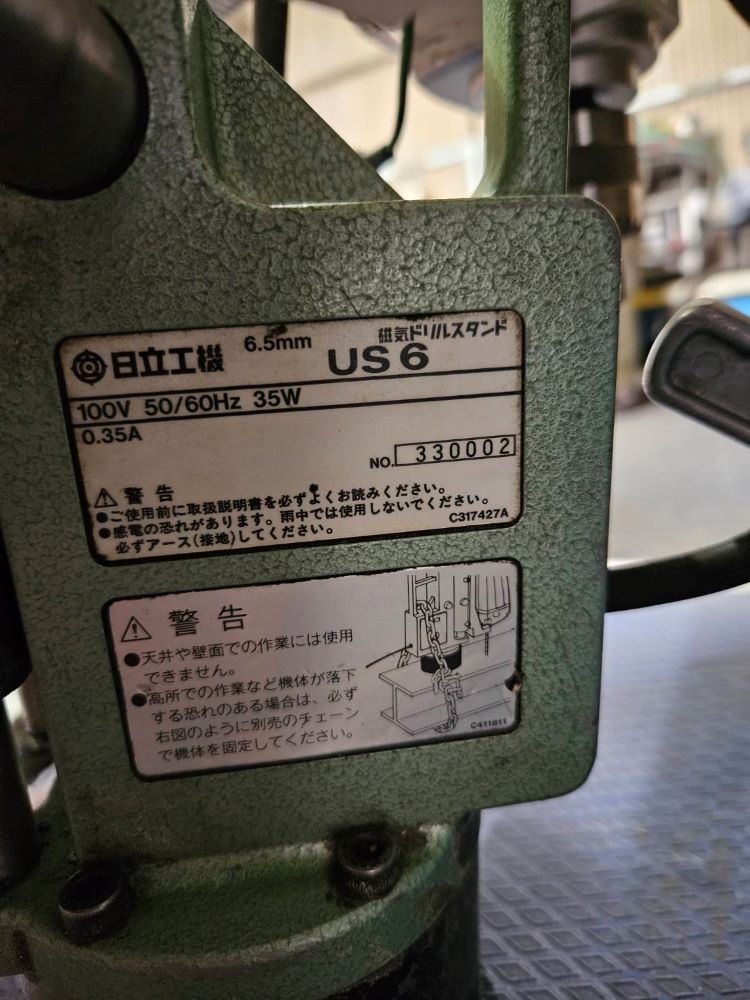 日立工機 6.5mm 磁気ドリルスタンド
US6
100V 50/60Hz 35W
0.35A
NO. 330002
⚠ 警告
●ご使用前に取扱説明書を必ずよくお読みください。
●感電の恐れがあります。雨中では使用しないでください。
必ずアース(接地)してください。
C317427A
⚠ 警告
●天井や壁面での作業には使用
できません。
●高所での作業など機体が落下
する恐れのある場合は、必ず
右図のように別売のチェーン
で機体を固定してください。
C411611